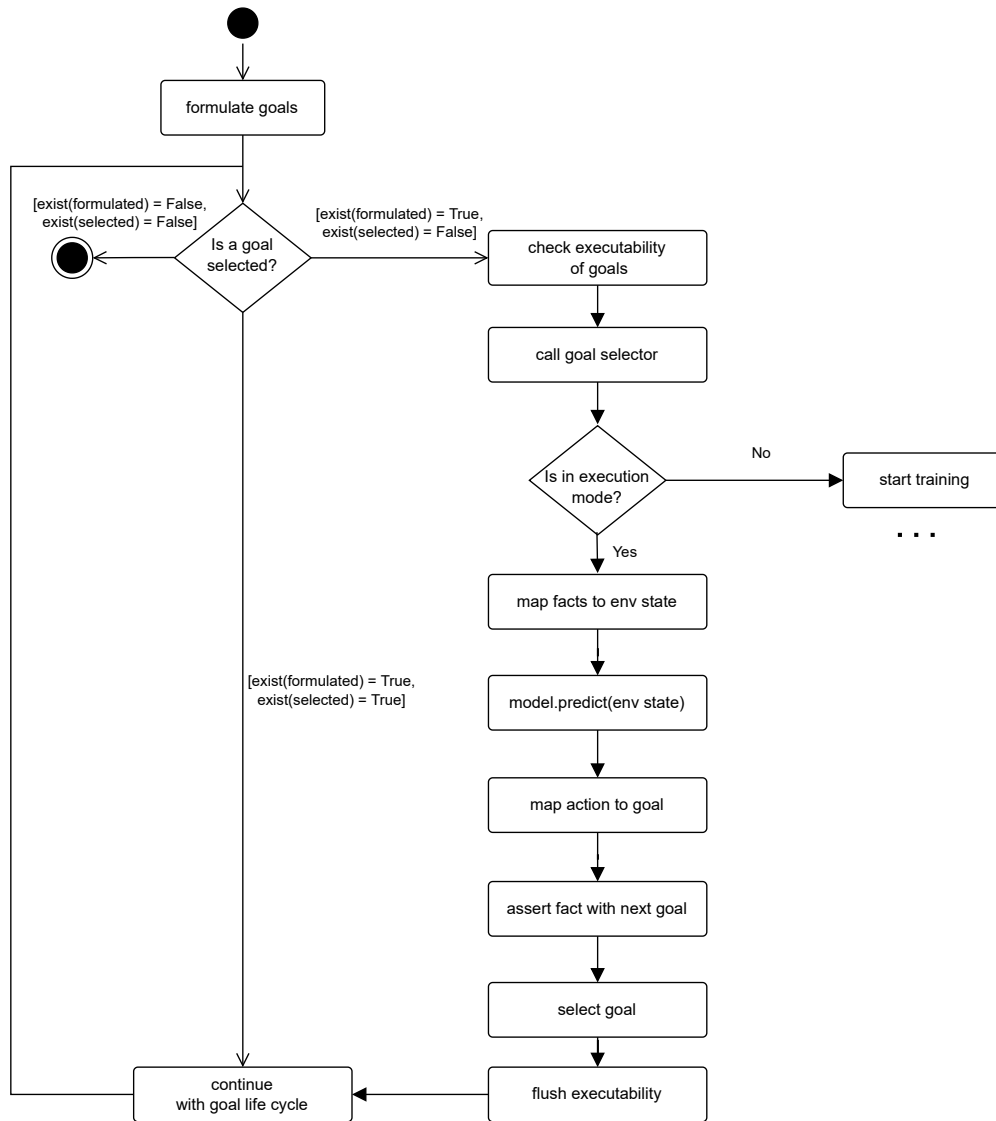 formulate goals
[exist(formulated) = False,
exist(selected) = False]
[exist(formulated) = True,
exist(selected) = False]
Is a goal
selected?
check executability
of goals
call goal selector
Is in execution
mode?
No
start training
. . .
Yes
map facts to env state
model.predict(env state)
[exist(formulated) = True,
exist(selected) = True]
map action to goal
assert fact with next goal
select goal
flush executability
continue
with goal life cycle